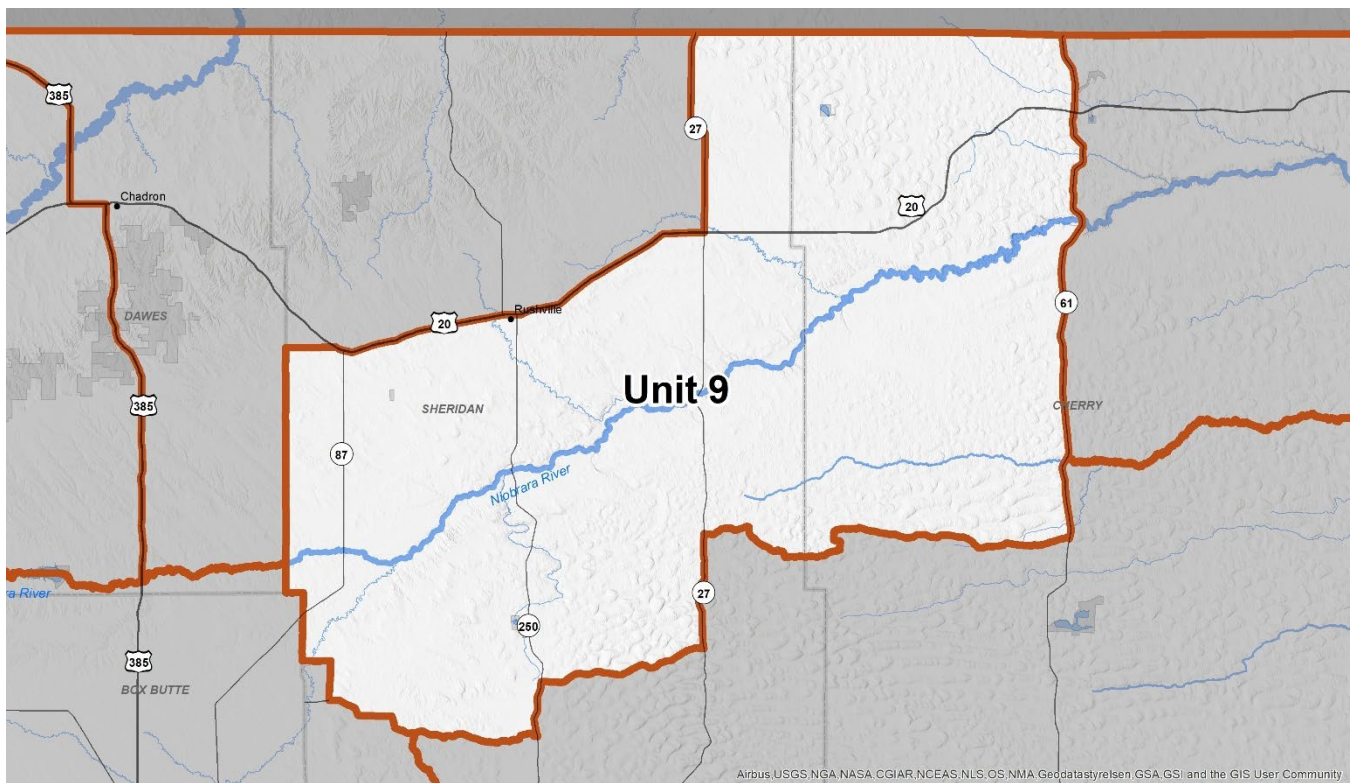 385
27
Chadron
20
61
DAWES
Rushville
20
385
Unit 9
SHERIDAN
CHERRY
87
Niobrara River
ra River
27
250
385
BOX BUTTE
Airbus,USGS,NGA,NASA,CGIAR,NCEAS,NLS,OS,NMA,Geodatastyrelsen,GSA,GSI and the GIS User Community